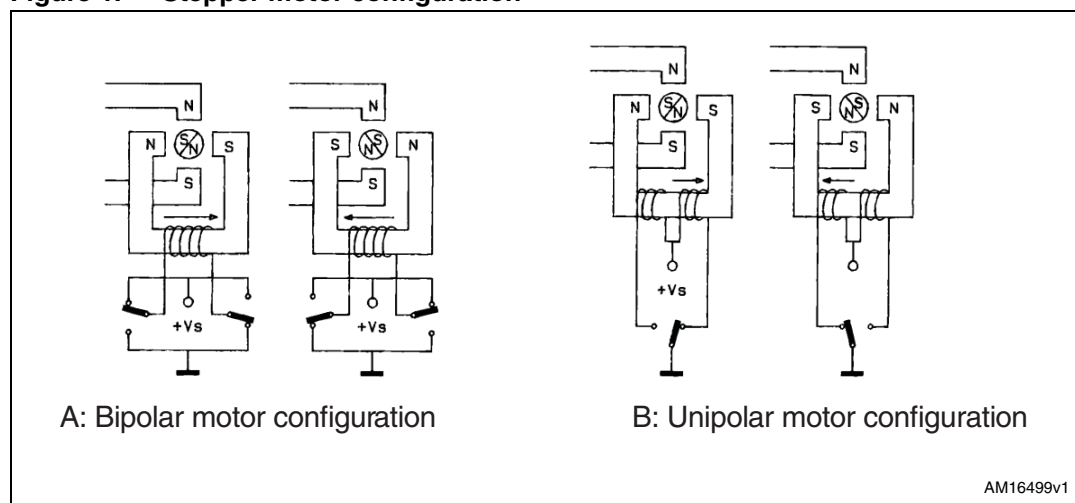 Figure 1. Stepper motor configuration
N
N S N S
S
+Vs
N
S N S N
S
+Vs
A: Bipolar motor configuration
N
N S N S
S
+Vs
N
S N S N
S
B: Unipolar motor configuration
AM16499v1